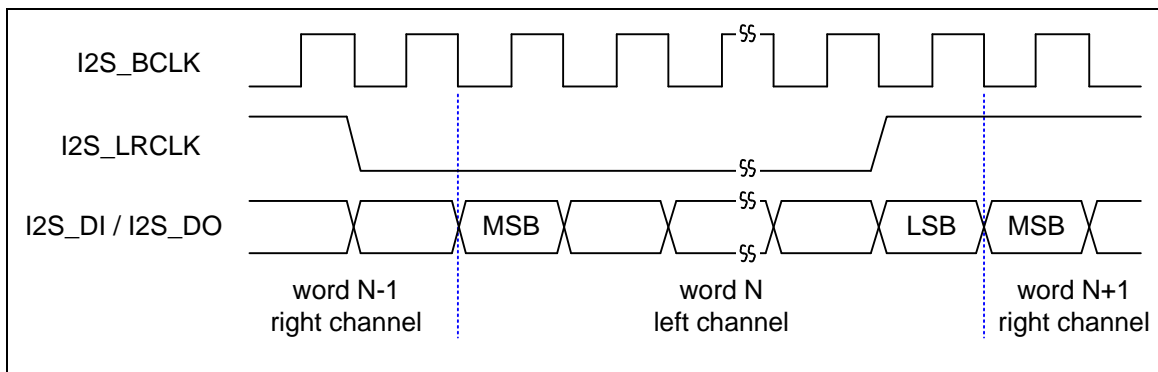 I2S_BCLK
I2S_LRCLK
I2S_DI / I2S_DO
MSB
LSB
MSB
word N-1
right channel
word N
left channel
word N+1
right channel